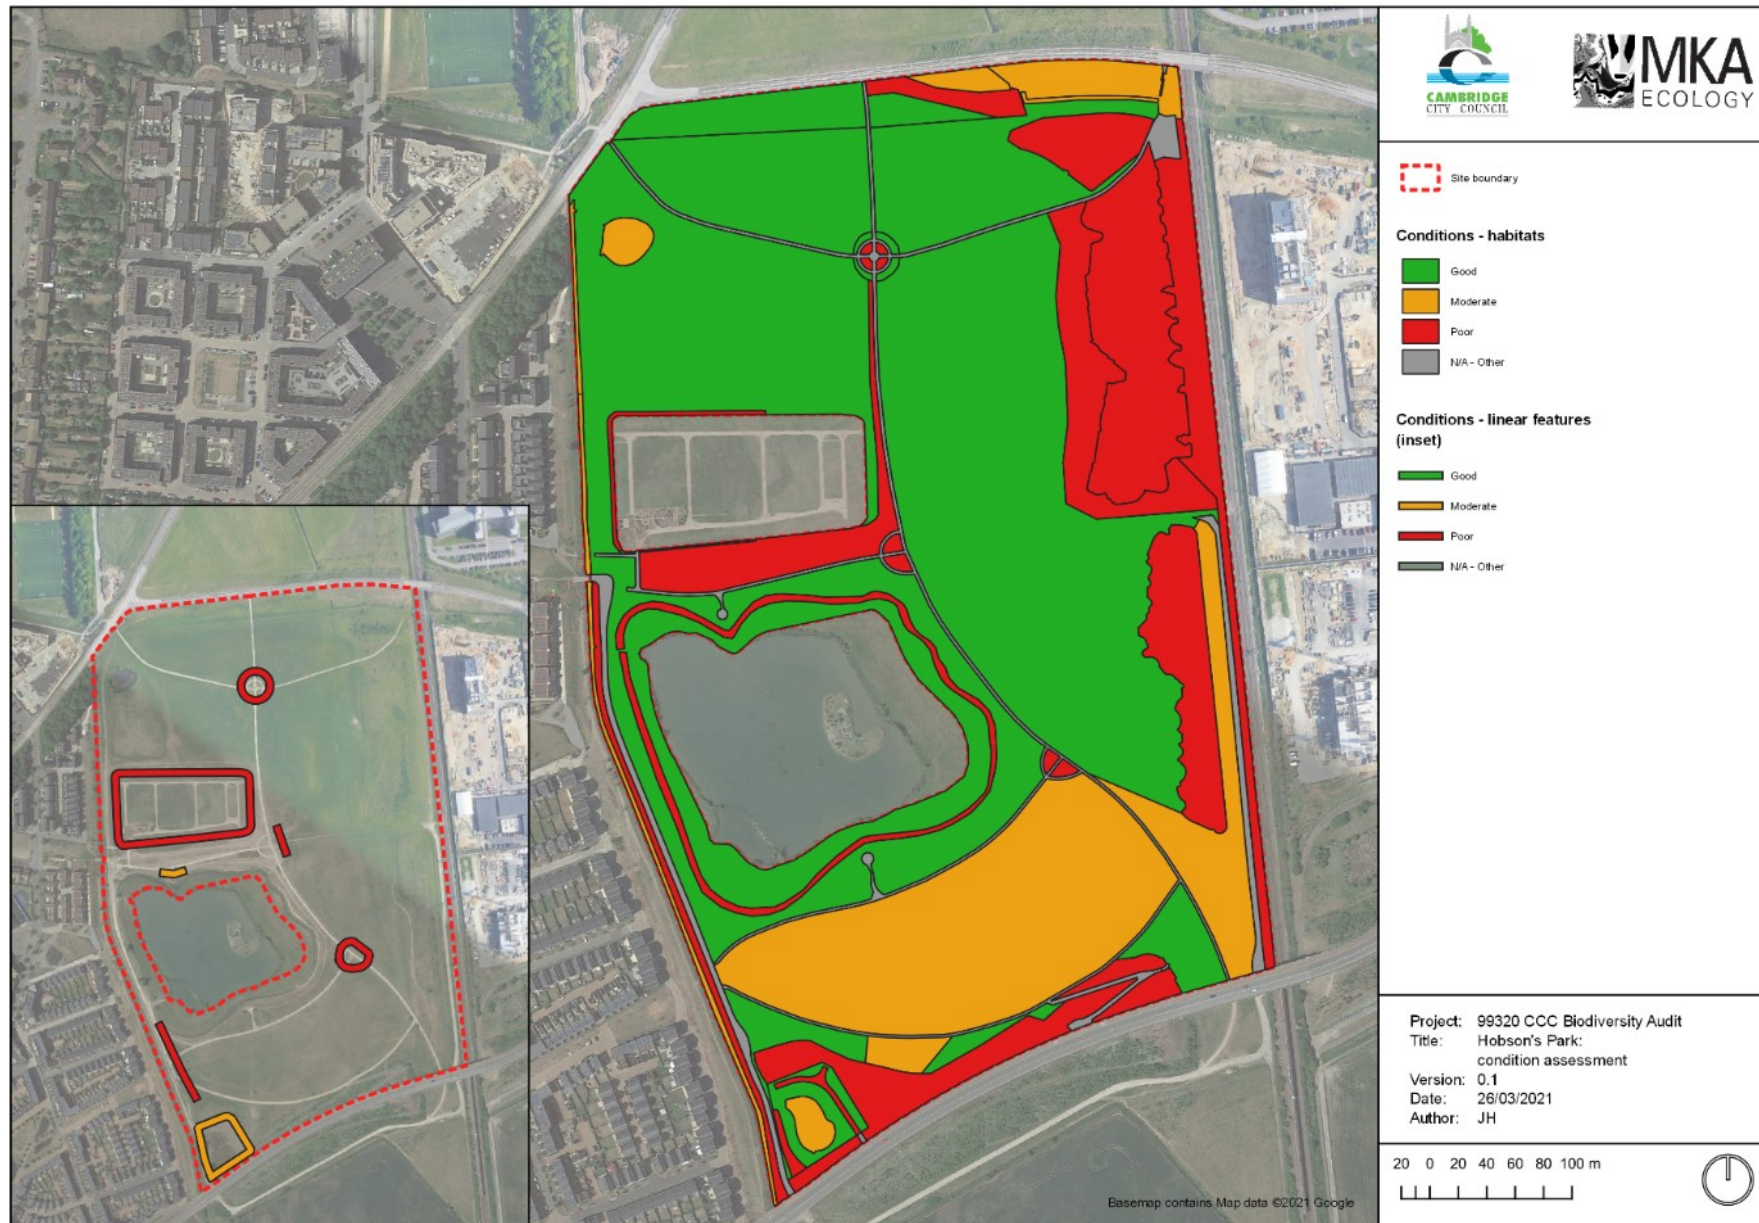 CAMBRIDGE
CITY COUNCIL
MKA
ECOLOGY
Site boundary
Conditions - habitats
Good
Moderate
Poor
N/A - Other
Conditions - linear features
(inset)
Good
Moderate
Poor
N/A - Other
Project: 99320 CCC Biodiversity Audit
Title: Hobson's Park:
condition assessment
Version: 0.1
Date: 26/03/2021
Author: JH
20 0 20 40 60 80 100 m
Basemap contains Map data ©2021 Google